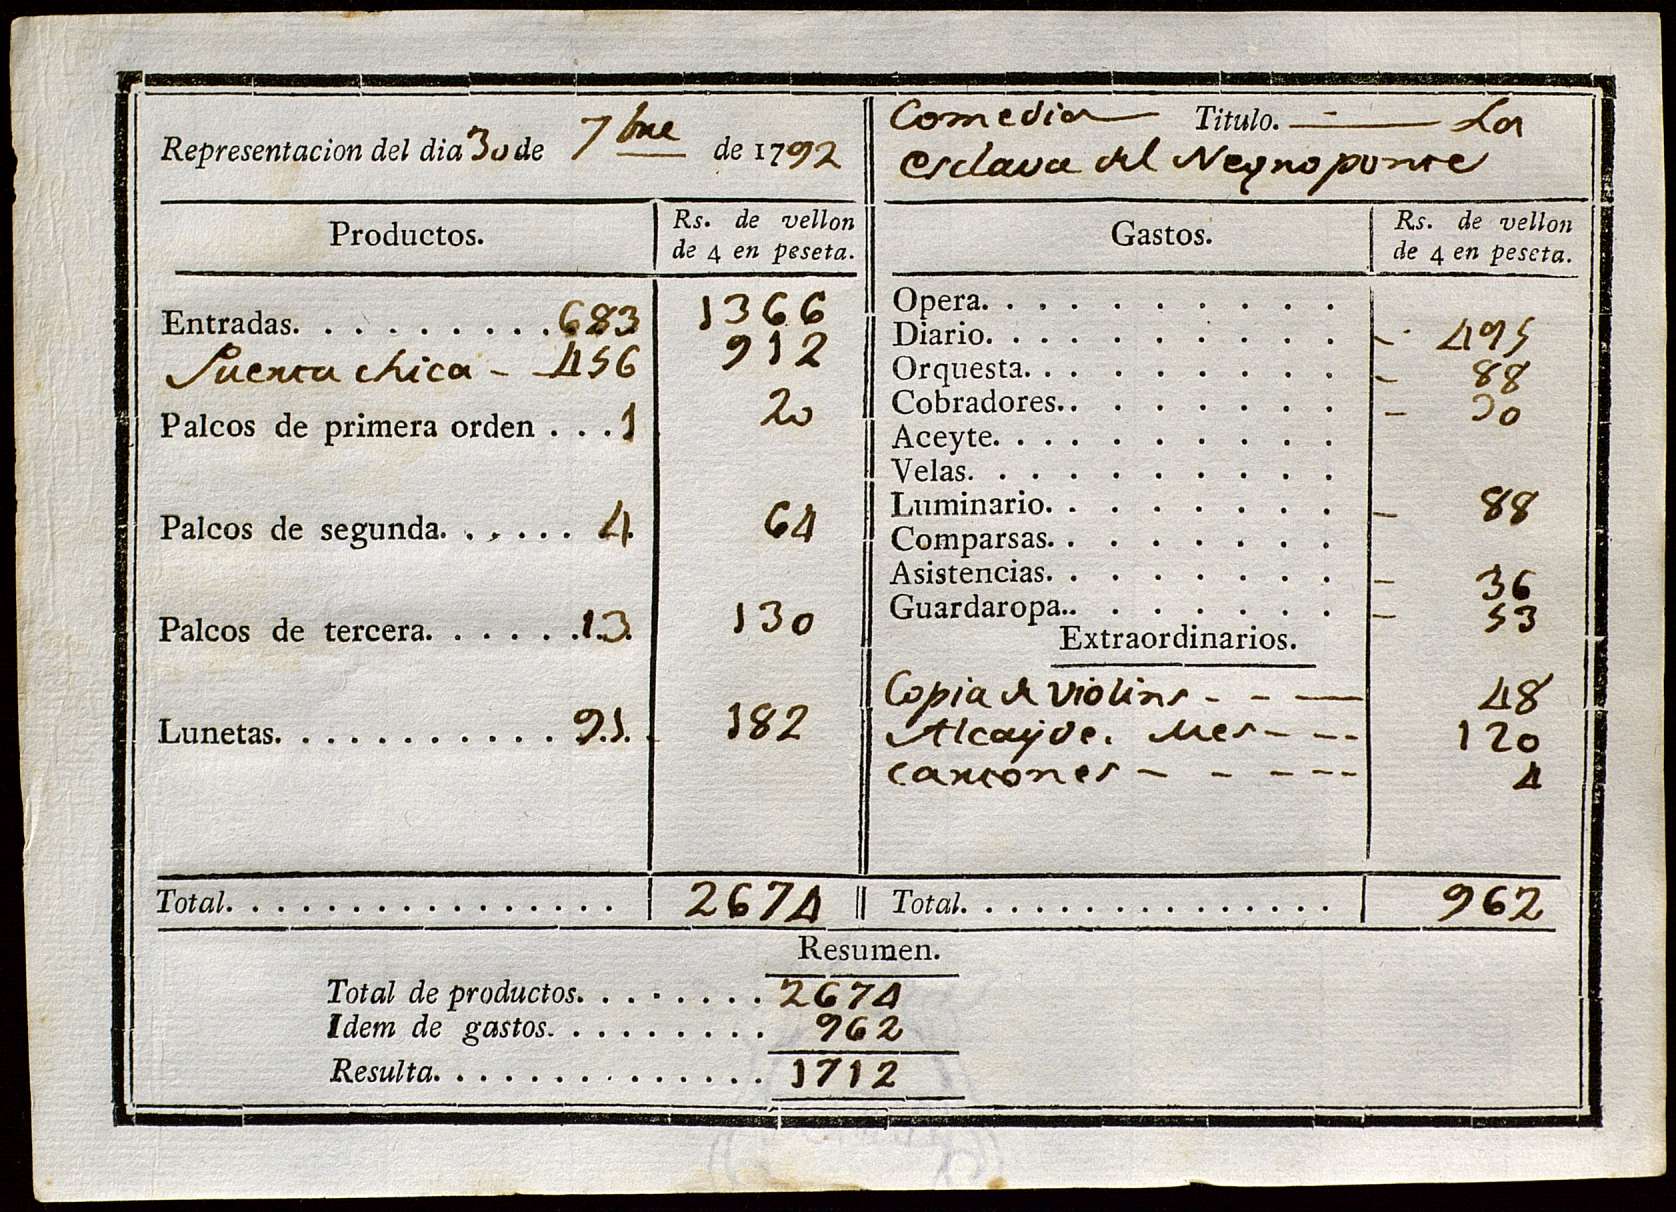 Representacion del dia 30 de 7bre de 1792
Comedia Titulo. La
esclava del Negroponte
Productos. Rs. de vellon
de 4 en peseta.
Entradas. . . . . . . . . 683 1366
Puerta chica - 456 912
Palcos de primera orden . . . 1 20
Palcos de segunda. . . . . . 4 64
Palcos de tercera. . . . . . . 13 130
Lunetas. . . . . . . . . . . . 91 182
Total. . . . . . . . . . . . . . . . 2674
Gastos. Rs. de vellon
de 4 en peseta.
Opera. . . . . . . . . .
Diario. . . . . . . . . . - 495
Orquesta. . . . . . . . . - 88
Cobradores. . . . . . . . - 30
Aceyte. . . . . . . . . .
Velas. . . . . . . . . .
Luminario. . . . . . . . - 88
Comparsas. . . . . . . .
Asistencias. . . . . . . . - 36
Guardaropa. . . . . . . . - 53
Extraordinarios.
Copia de violins - - — 48
Alcayde. Mes - - - 120
cartones - - - - - 4
Total. . . . . . . . . . . . . . . . 962
Resumen.
Total de productos. . . . . . . . 2674
Idem de gastos. . . . . . . . . . 962
Resulta. . . . . . . . . . . . . . 1712